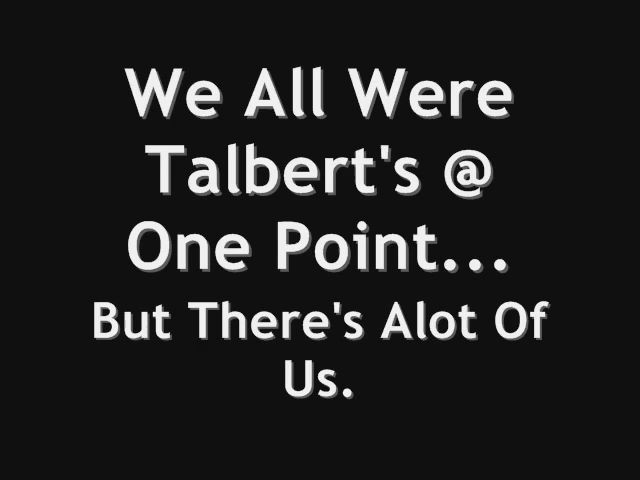 We All Were
Talbert's @
One Point...
But There's Alot Of
Us.